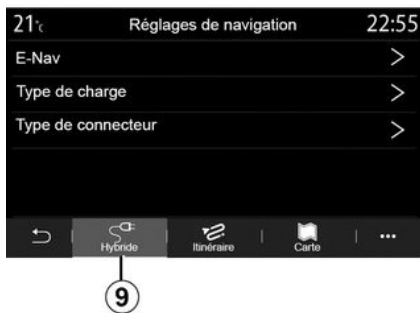 21°c Réglages de navigation 22:55
E-Nav >
Type de charge >
Type de connecteur >
Hybride Itinéraire Carte •••
9